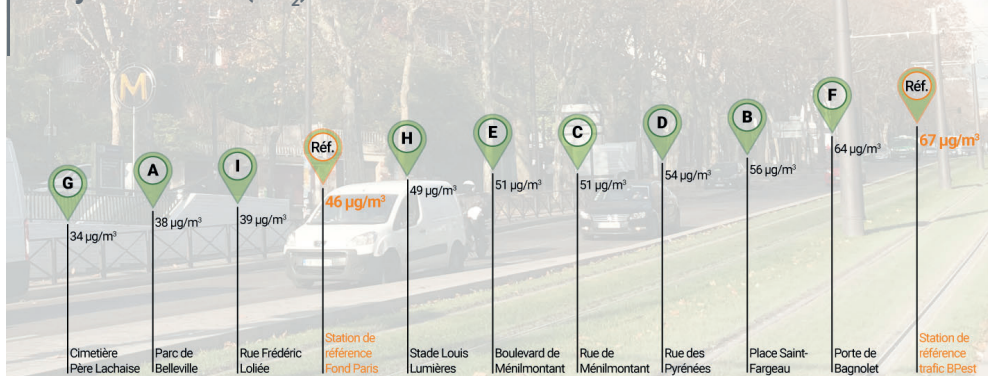 M
G
34 µg/m³
Cimetière
Père Lachaise
A
38 µg/m³
Parc de
Belleville
I
39 µg/m³
Rue Frédéric
Loliée
Réf.
46 µg/m³
Station de
référence
Fond Paris
H
49 µg/m³
Stade Louis
Lumières
E
51 µg/m³
Boulevard de
Ménilmontant
C
51 µg/m³
Rue de
Ménilmontant
D
54 µg/m³
Rue des
Pyrénées
B
56 µg/m³
Place Saint-
Fargeau
F
64 µg/m³
Porte de
Bagnolet
Réf.
67 µg/m³
Station de
référence
trafic BPest